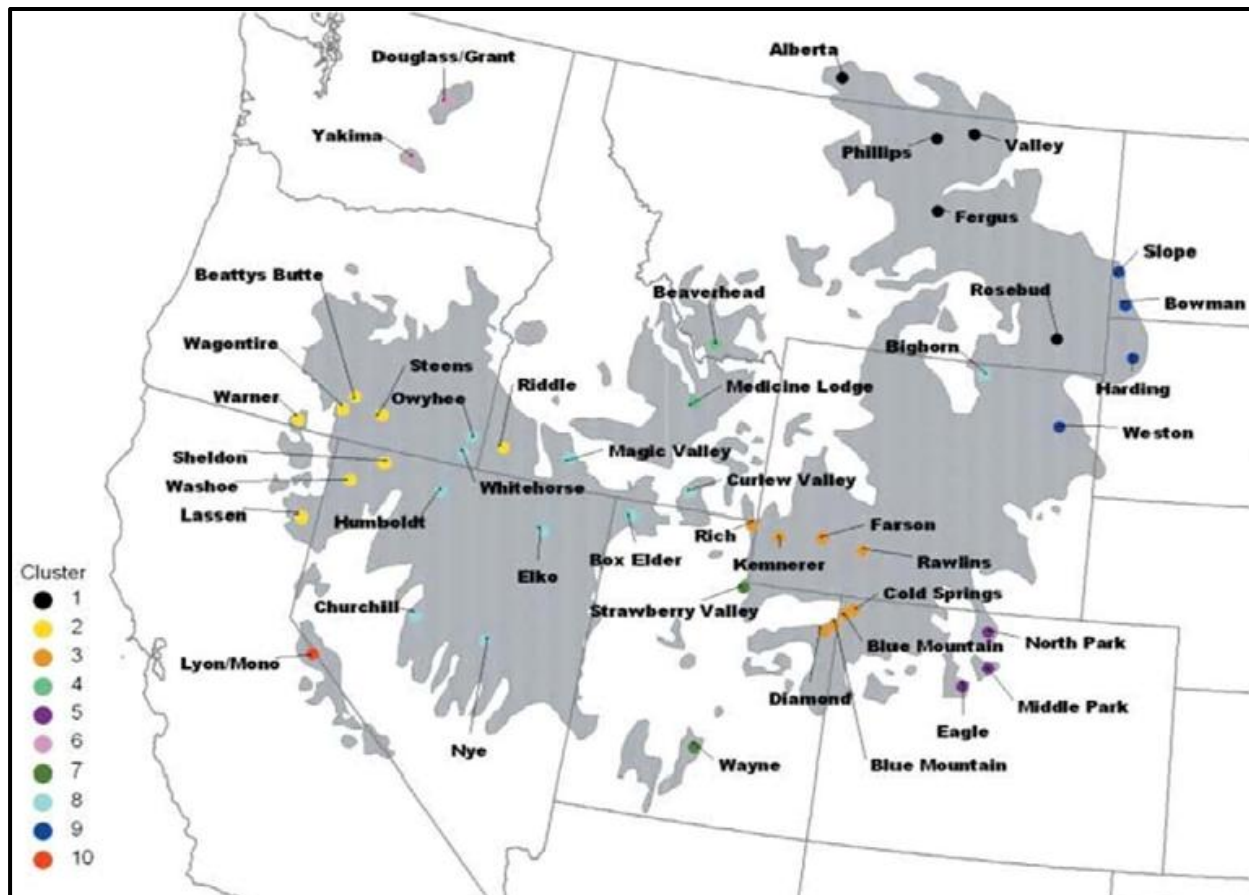 Alberta
Douglass/Grant
Yakima
Phillips
Valley
Fergus
Slope
Beattys Butte
Beaverhead
Rosebud
Bowman
Wagontire
Steens
Bighorn
Warner
Owyhee
Riddle
Medicine Lodge
Harding
Weston
Sheldon
Magic Valley
Washoe
Whitehorse
Curlew Valley
Lassen
Humboldt
Rich
Farson
Box Elder
Kemnerer
Rawlins
Elko
Cold Springs
Churchill
Strawberry Valley
Blue Mountain
North Park
Lyon/Mono
Diamond
Middle Park
Eagle
Nye
Wayne
Blue Mountain
Cluster
1
2
3
4
5
6
7
8
9
10